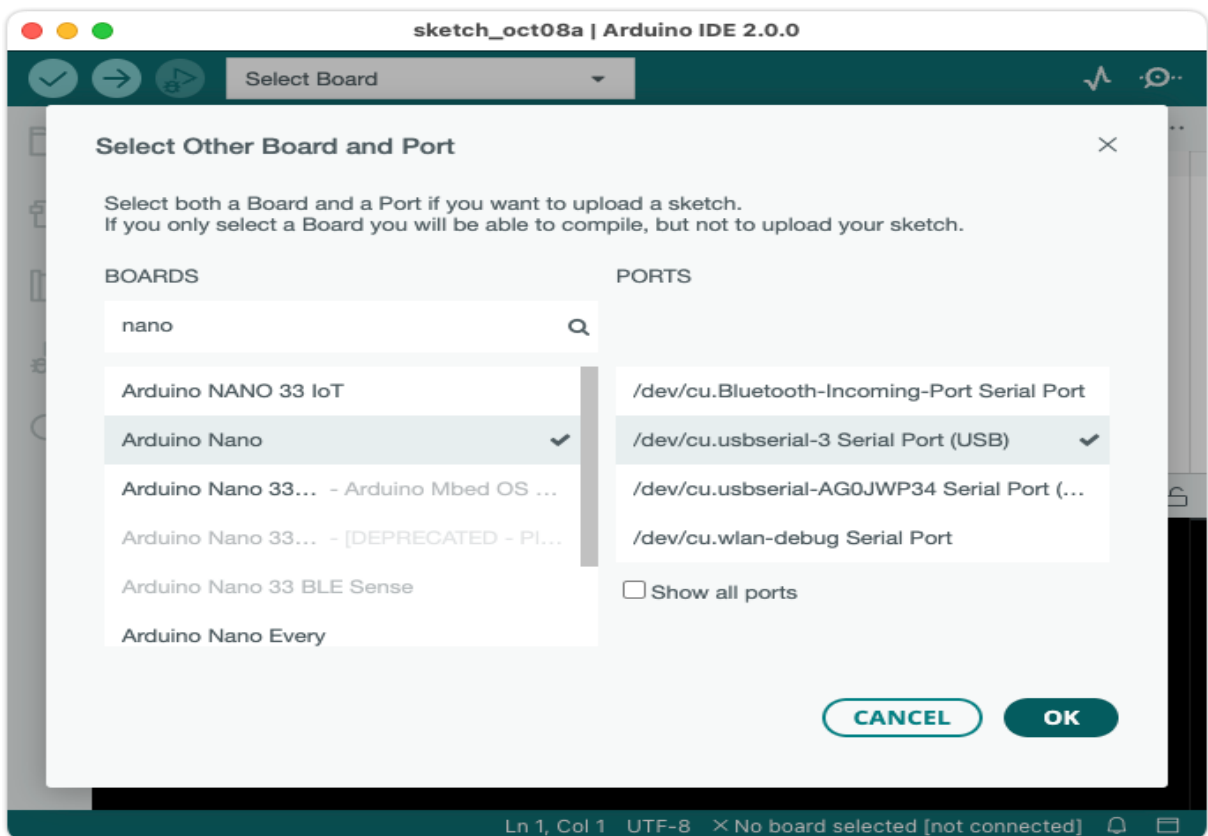 sketch_oct08a | Arduino IDE 2.0.0
Select Board
Select Other Board and Port
Select both a Board and a Port if you want to upload a sketch.
If you only select a Board you will be able to compile, but not to upload your sketch.
BOARDS
nano
Arduino NANO 33 IoT
Arduino Nano
Arduino Nano 33... - Arduino Mbed OS ...
Arduino Nano 33... - [DEPRECATED - Pl...
Arduino Nano 33 BLE Sense
Arduino Nano Every
PORTS
/dev/cu.Bluetooth-Incoming-Port Serial Port
/dev/cu.usbserial-3 Serial Port (USB)
/dev/cu.usbserial-AG0JWP34 Serial Port (...
/dev/cu.wlan-debug Serial Port
Show all ports
CANCEL
OK
Ln 1, Col 1 UTF-8 No board selected [not connected]